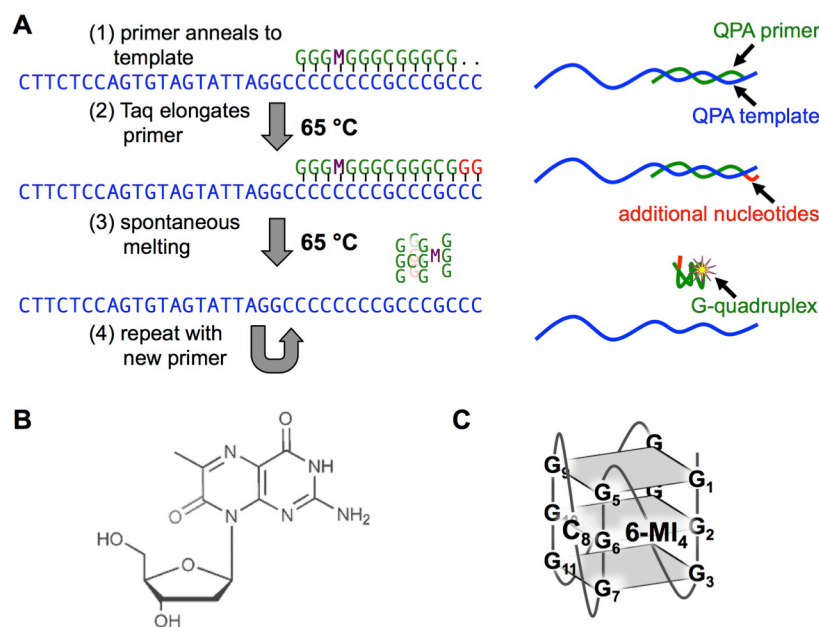 A
(1) primer anneals to
template
GGGMGGGCGGGCG..
CTTCTCCAGTGTAGTATTAGGCCCCCCCCGCCCGCCC
QPA primer
QPA template
(2) Taq elongates
primer
65 °C
GGGMGGGCGGGCGGG
CTTCTCCAGTGTAGTATTAGGCCCCCCCCGCCCGCCC
additional nucleotides
(3) spontaneous
melting
65 °C
G G G G
G C G M G
G G G G
CTTCTCCAGTGTAGTATTAGGCCCCCCCCGCCCGCCC
G-quadruplex
(4) repeat with
new primer
B
O
N
NH
O
N
N
NH2
HO
O
OH
C
G
G9
G1
G5
G
G10
C8
G6
6-MI4
G2
G11
G3
G7